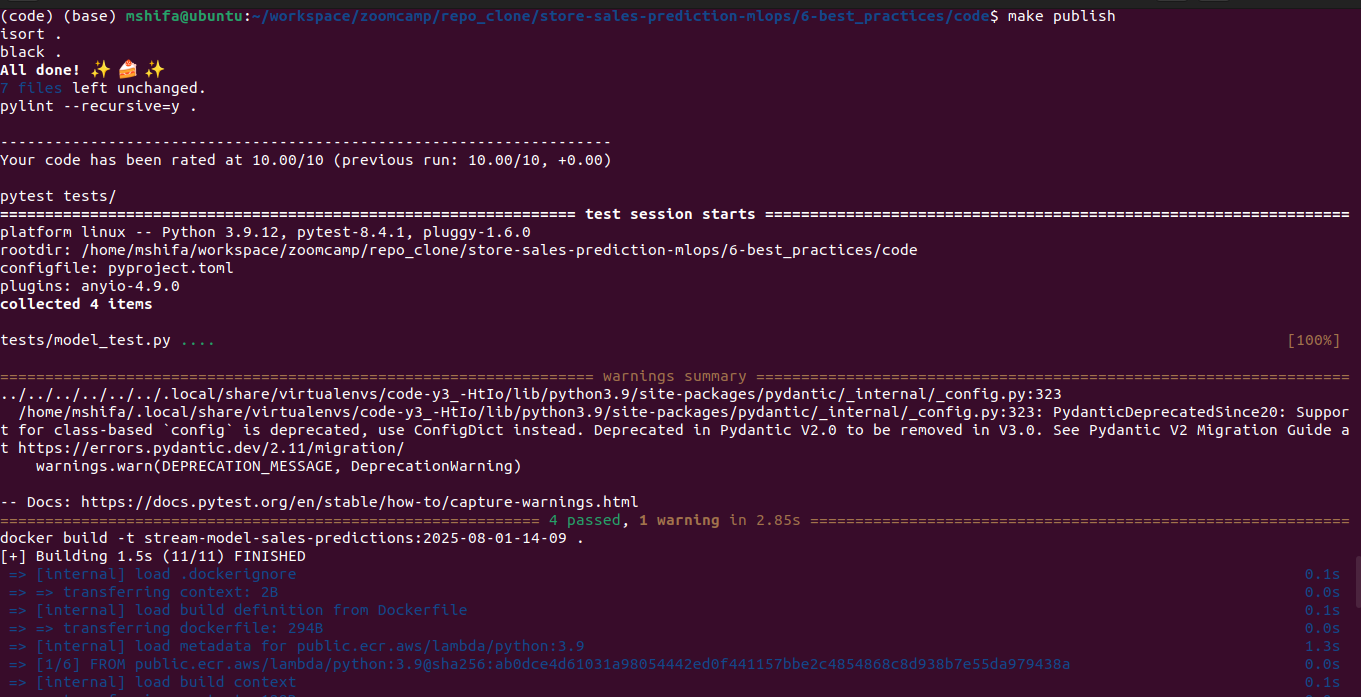 (code) (base) mshifa@ubuntu:~/workspace/zoomcamp/repo_clone/store-sales-prediction-mlops/6-best_practices/code$ make publish
isort .
black .
All done! ✨ 🍰 ✨
7 files left unchanged.
pylint --recursive=y .

--------------------------------------------------------------------
Your code has been rated at 10.00/10 (previous run: 10.00/10, +0.00)

pytest tests/
================================================================ test session starts =================================================================
platform linux -- Python 3.9.12, pytest-8.4.1, pluggy-1.6.0
rootdir: /home/mshifa/workspace/zoomcamp/repo_clone/store-sales-prediction-mlops/6-best_practices/code
configfile: pyproject.toml
plugins: anyio-4.9.0
collected 4 items

tests/model_test.py .... [100%]

================================================================== warnings summary ==================================================================
../../../../../../.local/share/virtualenvs/code-y3_-HtIo/lib/python3.9/site-packages/pydantic/_internal/_config.py:323
  /home/mshifa/.local/share/virtualenvs/code-y3_-HtIo/lib/python3.9/site-packages/pydantic/_internal/_config.py:323: PydanticDeprecatedSince20: Suppor
t for class-based `config` is deprecated, use ConfigDict instead. Deprecated in Pydantic V2.0 to be removed in V3.0. See Pydantic V2 Migration Guide a
t https://errors.pydantic.dev/2.11/migration/
    warnings.warn(DEPRECATION_MESSAGE, DeprecationWarning)

-- Docs: https://docs.pytest.org/en/stable/how-to/capture-warnings.html
============================================================ 4 passed, 1 warning in 2.85s ============================================================
docker build -t stream-model-sales-predictions:2025-08-01-14-09 .
[+] Building 1.5s (11/11) FINISHED
 => [internal] load .dockerignore 0.1s
 => => transferring context: 2B 0.0s
 => [internal] load build definition from Dockerfile 0.1s
 => => transferring dockerfile: 294B 0.0s
 => [internal] load metadata for public.ecr.aws/lambda/python:3.9 1.3s
 => [1/6] FROM public.ecr.aws/lambda/python:3.9@sha256:ab0dce4d61031a98054442ed0f441157bbe2c4854868c8d938b7e55da979438a 0.0s
 => [internal] load build context 0.1s